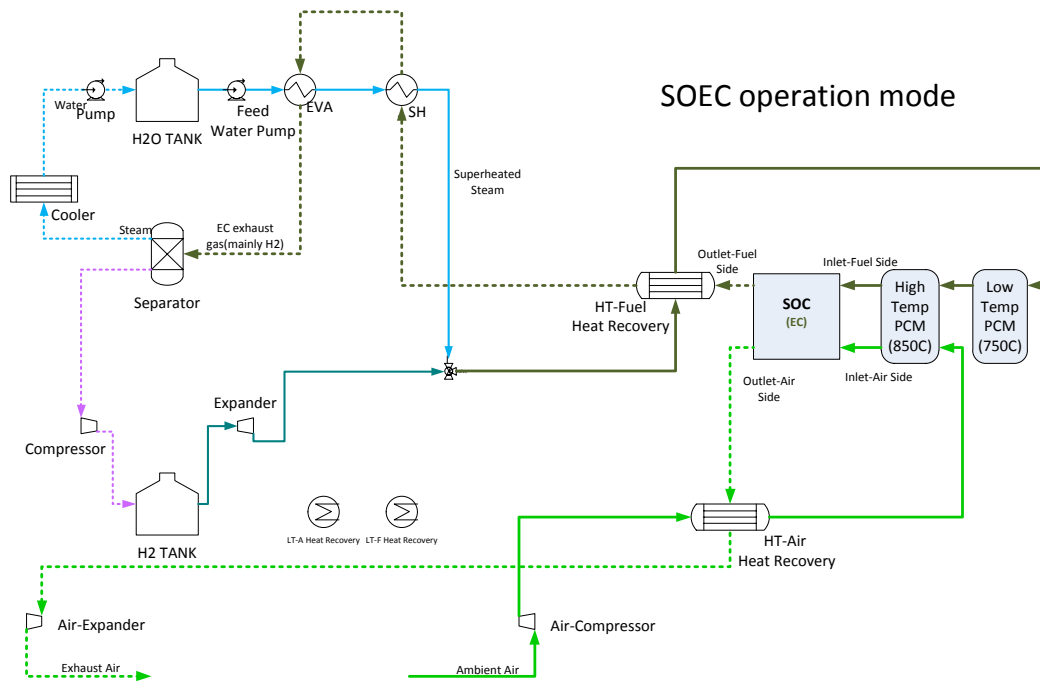 SOEC operation mode
Water
Pump
H2O TANK
Feed
Water Pump
EVA
SH
Superheated
Steam
Cooler
Steam
EC exhaust
gas(mainly H2)
Separator
Outlet-Fuel
Side
Inlet-Fuel Side
HT-Fuel
Heat Recovery
SOC
(EC)
High
Temp
PCM
(850C)
Low
Temp
PCM
(750C)
Inlet-Air Side
Outlet-Air
Side
Expander
Compressor
H2 TANK
LT-A Heat Recovery
LT-F Heat Recovery
HT-Air
Heat Recovery
Air-Expander
Air-Compressor
Exhaust Air
Ambient Air